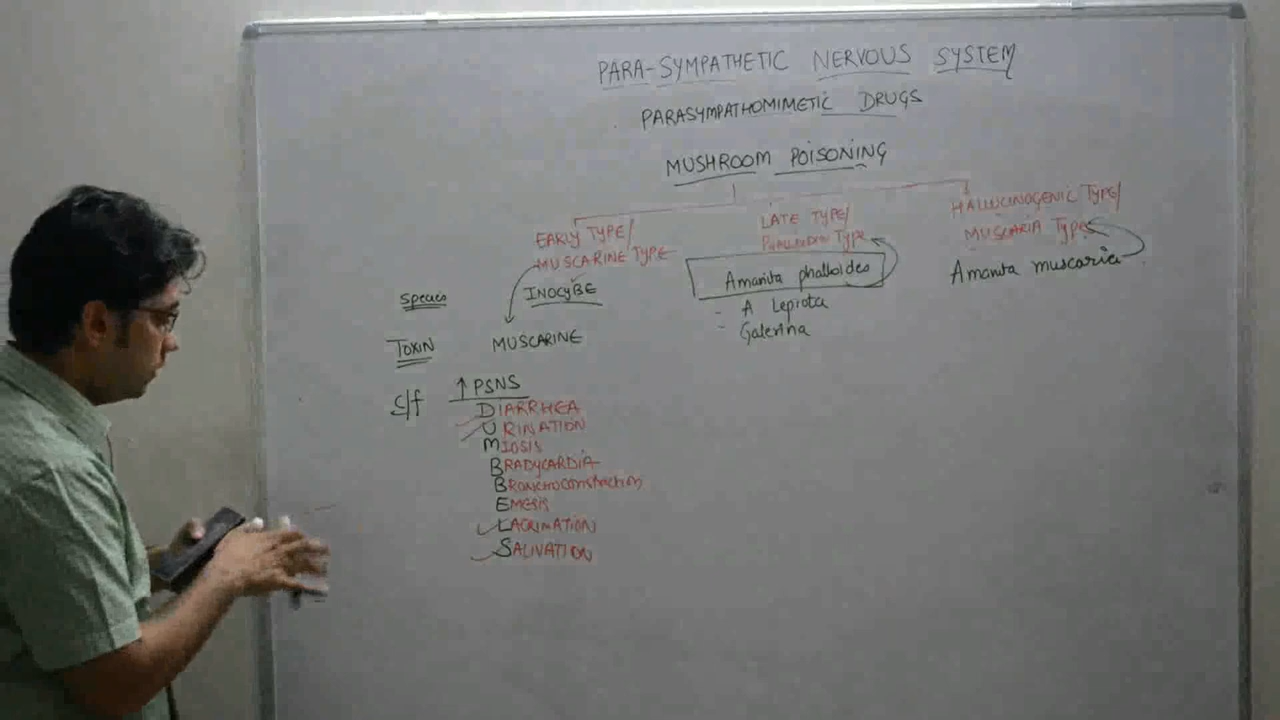 PARA-SYMPATHETIC NERVOUS SYSTEM
PARASYMPATHOMIMETIC DRUGS
MUSHROOM POISONING
EARLY TYPE/
MUSCARINE TYPE
LATE TYPE/
TYPE
HALLUCINOGENIC TYPE/
MUSCARIA TYPE
Species
INOCYBE
Amanita phalloides
- A Lepiota
- Galerina
Amanita muscaria
TOXIN
MUSCARINE
C/f
↑ PSNS
DIARRHEA
URINATION
MIOSIS
BRADYCARDIA
BRONCHOCONSTRICTION
EMESIS
LACRIMATION
SALIVATION